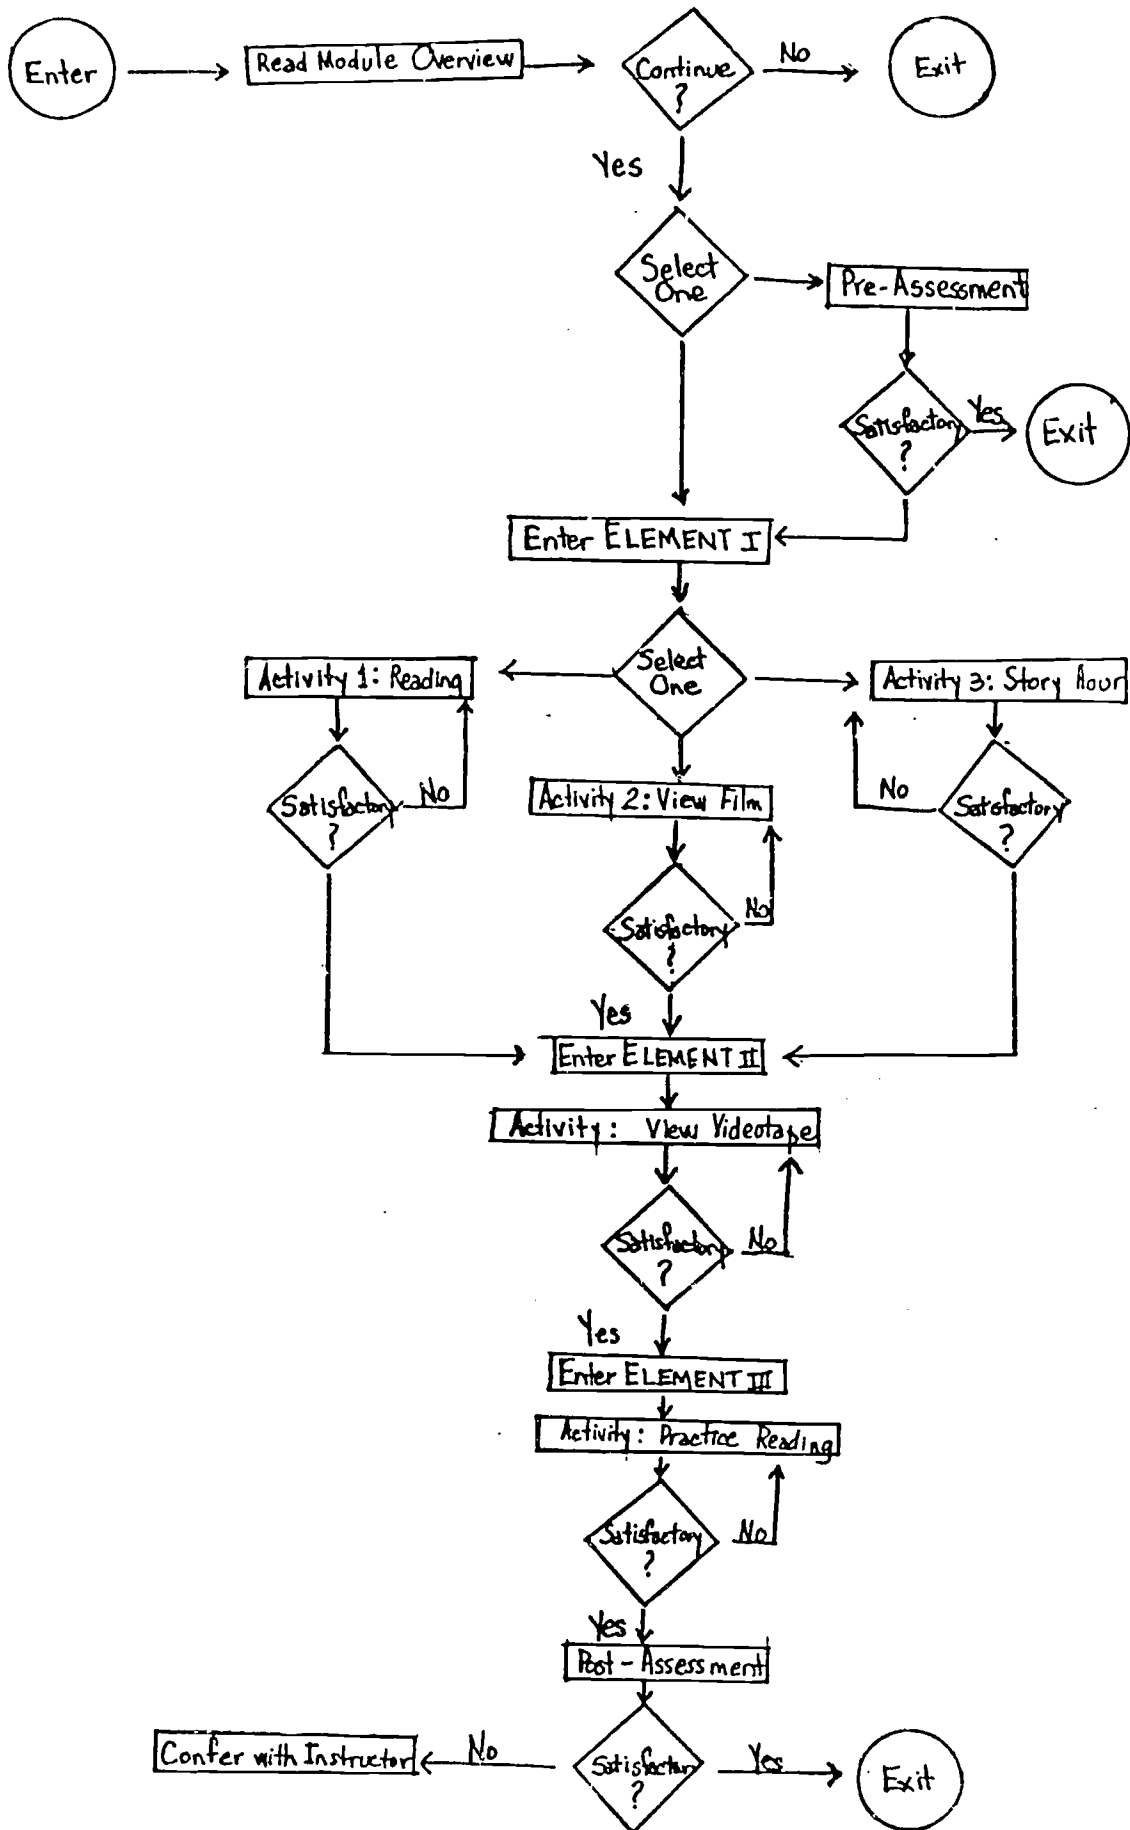 Enter
Read Module Overview
Continue
?
No
Exit
Yes
Select
One
Pre-Assessment
Satisfactory
?
Yes
Exit
Enter ELEMENT I
Select
One
Activity 1: Reading
Activity 3: Story Hour
Satisfactory
?
No
Activity 2: View Film
No
Satisfactory
?
Satisfactory
?
No
Yes
Enter ELEMENT II
Activity: View Videotape
Satisfactory
?
No
Yes
Enter ELEMENT III
Activity: Practice Reading
Satisfactory
?
No
Yes
Post-Assessment
Confer with Instructor
No
Satisfactory
?
Yes
Exit